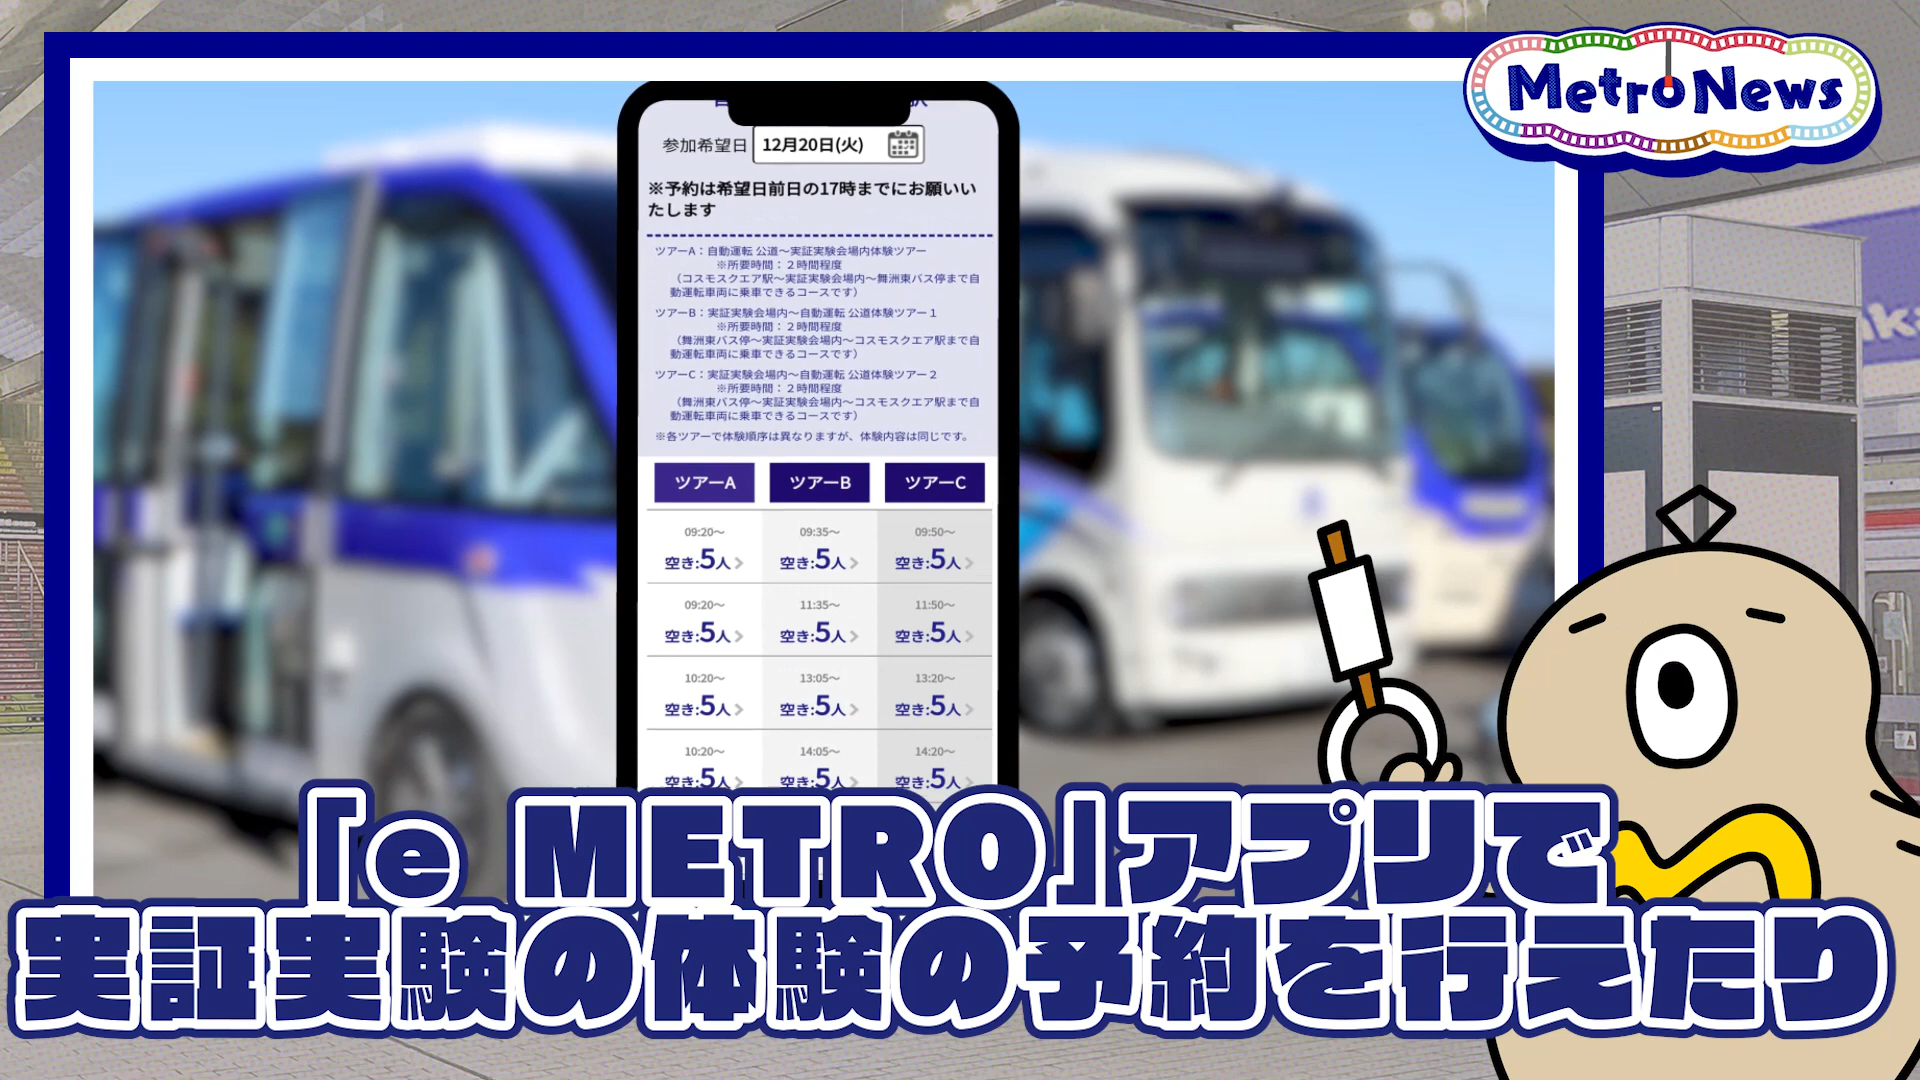 MetroNews
参加希望日 12月20日(火)
※予約は希望日前日の17時までにお願いい
たします
ツアーA：自動運転 公道～実証実験会場内体験ツアー
※所要時間：２時間程度
（コスモスクエア駅～実証実験会場内～舞洲東バス停まで自
動運転車両に乗車できるコースです）
ツアーB：実証実験会場内～自動運転 公道体験ツアー１
※所要時間：２時間程度
（舞洲東バス停～実証実験会場内～コスモスクエア駅まで自
動運転車両に乗車できるコースです）
ツアーC：実証実験会場内～自動運転 公道体験ツアー２
※所要時間：２時間程度
（舞洲東バス停～実証実験会場内～コスモスクエア駅まで自
動運転車両に乗車できるコースです）
※各ツアーで体験順序は異なりますが、体験内容は同じです。
ツアーA ツアーB ツアーC
09:20～ 09:35～ 09:50～
空き:5人 空き:5人 空き:5人
09:20～ 11:35～ 11:50～
空き:5人 空き:5人 空き:5人
10:20～ 13:05～ 13:20～
空き:5人 空き:5人 空き:5人
10:20～ 14:05～ 14:20～
空き:5人 空き:5人 空き:5人
「e METRO」アプリで
実証実験の体験の予約を行えたり